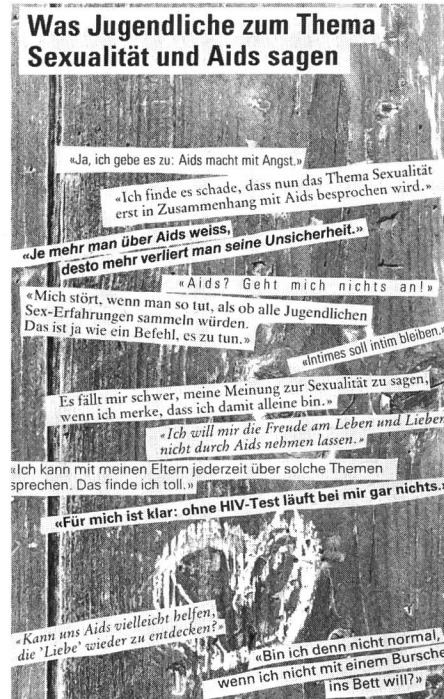 Was Jugendliche zum Thema
Sexualität und Aids sagen
«Ja, ich gebe es zu: Aids macht mit Angst.»
«Ich finde es schade, dass nun das Thema Sexualität
erst in Zusammenhang mit Aids besprochen wird.»
«Je mehr man über Aids weiss,
desto mehr verliert man seine Unsicherheit.»
«Aids? Geht mich nichts an!»
«Mich stört, wenn man so tut, als ob alle Jugendlichen
Sex-Erfahrungen sammeln würden.
Das ist ja wie ein Befehl, es zu tun.»
«Intimes soll intim bleiben.»
Es fällt mir schwer, meine Meinung zur Sexualität zu sagen,
wenn ich merke, dass ich damit alleine bin.»
«Ich will mir die Freude am Leben und Lieben
nicht durch Aids nehmen lassen.»
«Ich kann mit meinen Eltern jederzeit über solche Themen
sprechen. Das finde ich toll.»
«Für mich ist klar: ohne HIV-Test läuft bei mir gar nichts.»
«Kann uns Aids vielleicht helfen,
die 'Liebe' wieder zu entdecken?»
«Bin ich denn nicht normal,
wenn ich nicht mit einem Bursche
ins Bett will?»